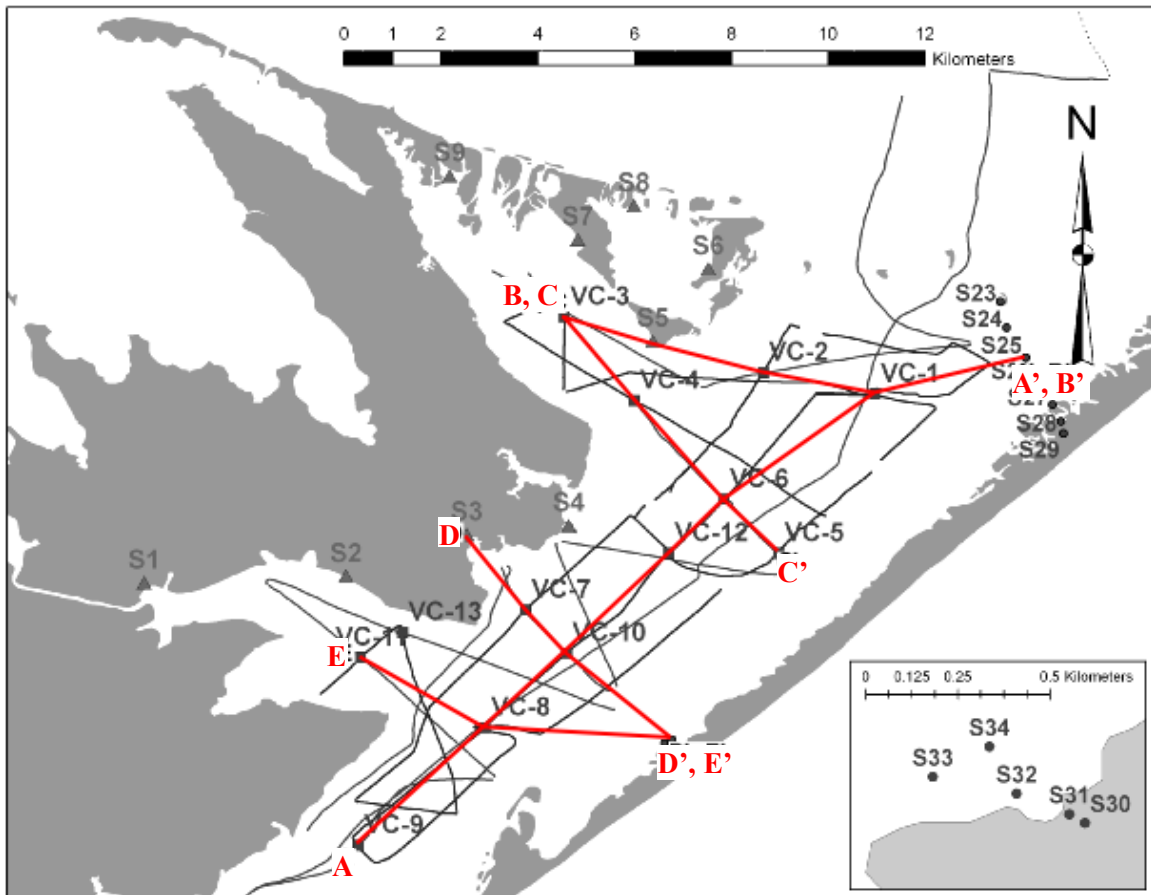 0 1 2 4 6 8 10 12
Kilometers
N
S9
S8
S7
S6
S23
B, C VC-3
S24
S5
S25
VC-2
VC-1
A', B'
VC-4
S28
S29
VC-6
S3
S4
D
VC-12
VC-5
C'
S1
S2
VC-7
VC-13
VC-11
E
VC-10
VC-8
D', E'
VC-9
A
0 0.125 0.25 0.5 Kilometers
S34
S33
S32
S31
S30